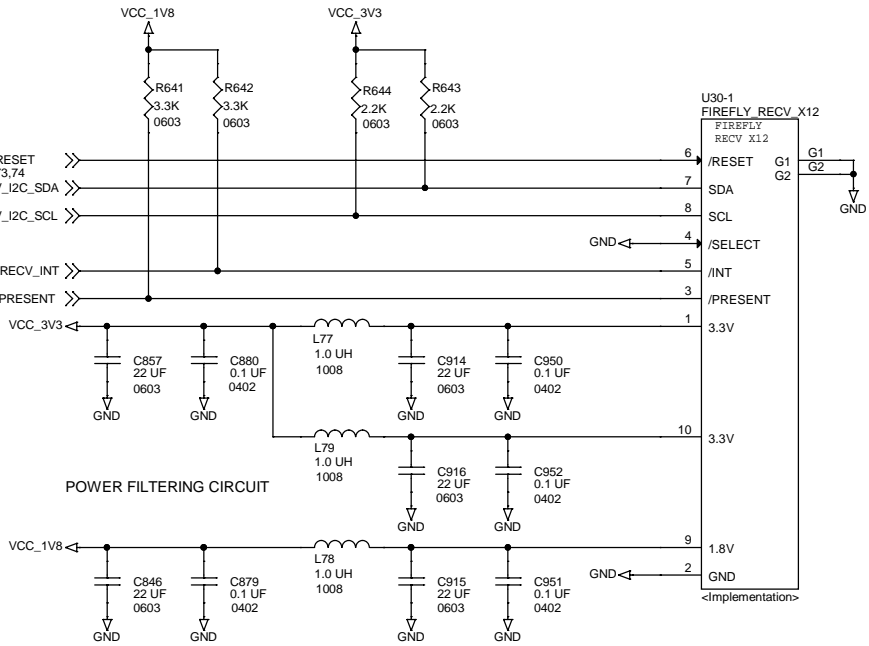 VCC_1V8
VCC_3V3
R641
3.3K
0603
R642
3.3K
0603
R644
2.2K
0603
R643
2.2K
0603
U30-1
FIREFLY_RECV_X12
FIREFLY
RECV X12
RESET
73,74
6
/RESET
G1
G1
G2
G2
GND
V_I2C_SDA
7
SDA
V_I2C_SCL
8
SCL
GND
4
/SELECT
RECV_INT
5
/INT
PRESENT
3
/PRESENT
VCC_3V3
1
3.3V
L77
1.0 UH
1008
C857
22 UF
0603
GND
C880
0.1 UF
0402
GND
C914
22 UF
0603
GND
C950
0.1 UF
0402
GND
10
3.3V
L79
1.0 UH
1008
C916
22 UF
0603
GND
C952
0.1 UF
0402
GND
POWER FILTERING CIRCUIT
VCC_1V8
9
1.8V
L78
1.0 UH
1008
GND
2
GND
<Implementation>
C846
22 UF
0603
GND
C879
0.1 UF
0402
GND
C915
22 UF
0603
GND
C951
0.1 UF
0402
GND